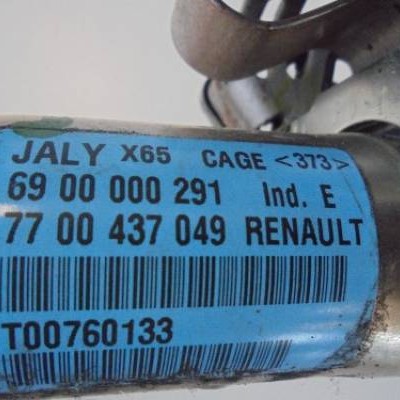 JALY X65 CAGE <373>
69 00 000 291 Ind. E
77 00 437 049 RENAULT
T00760133